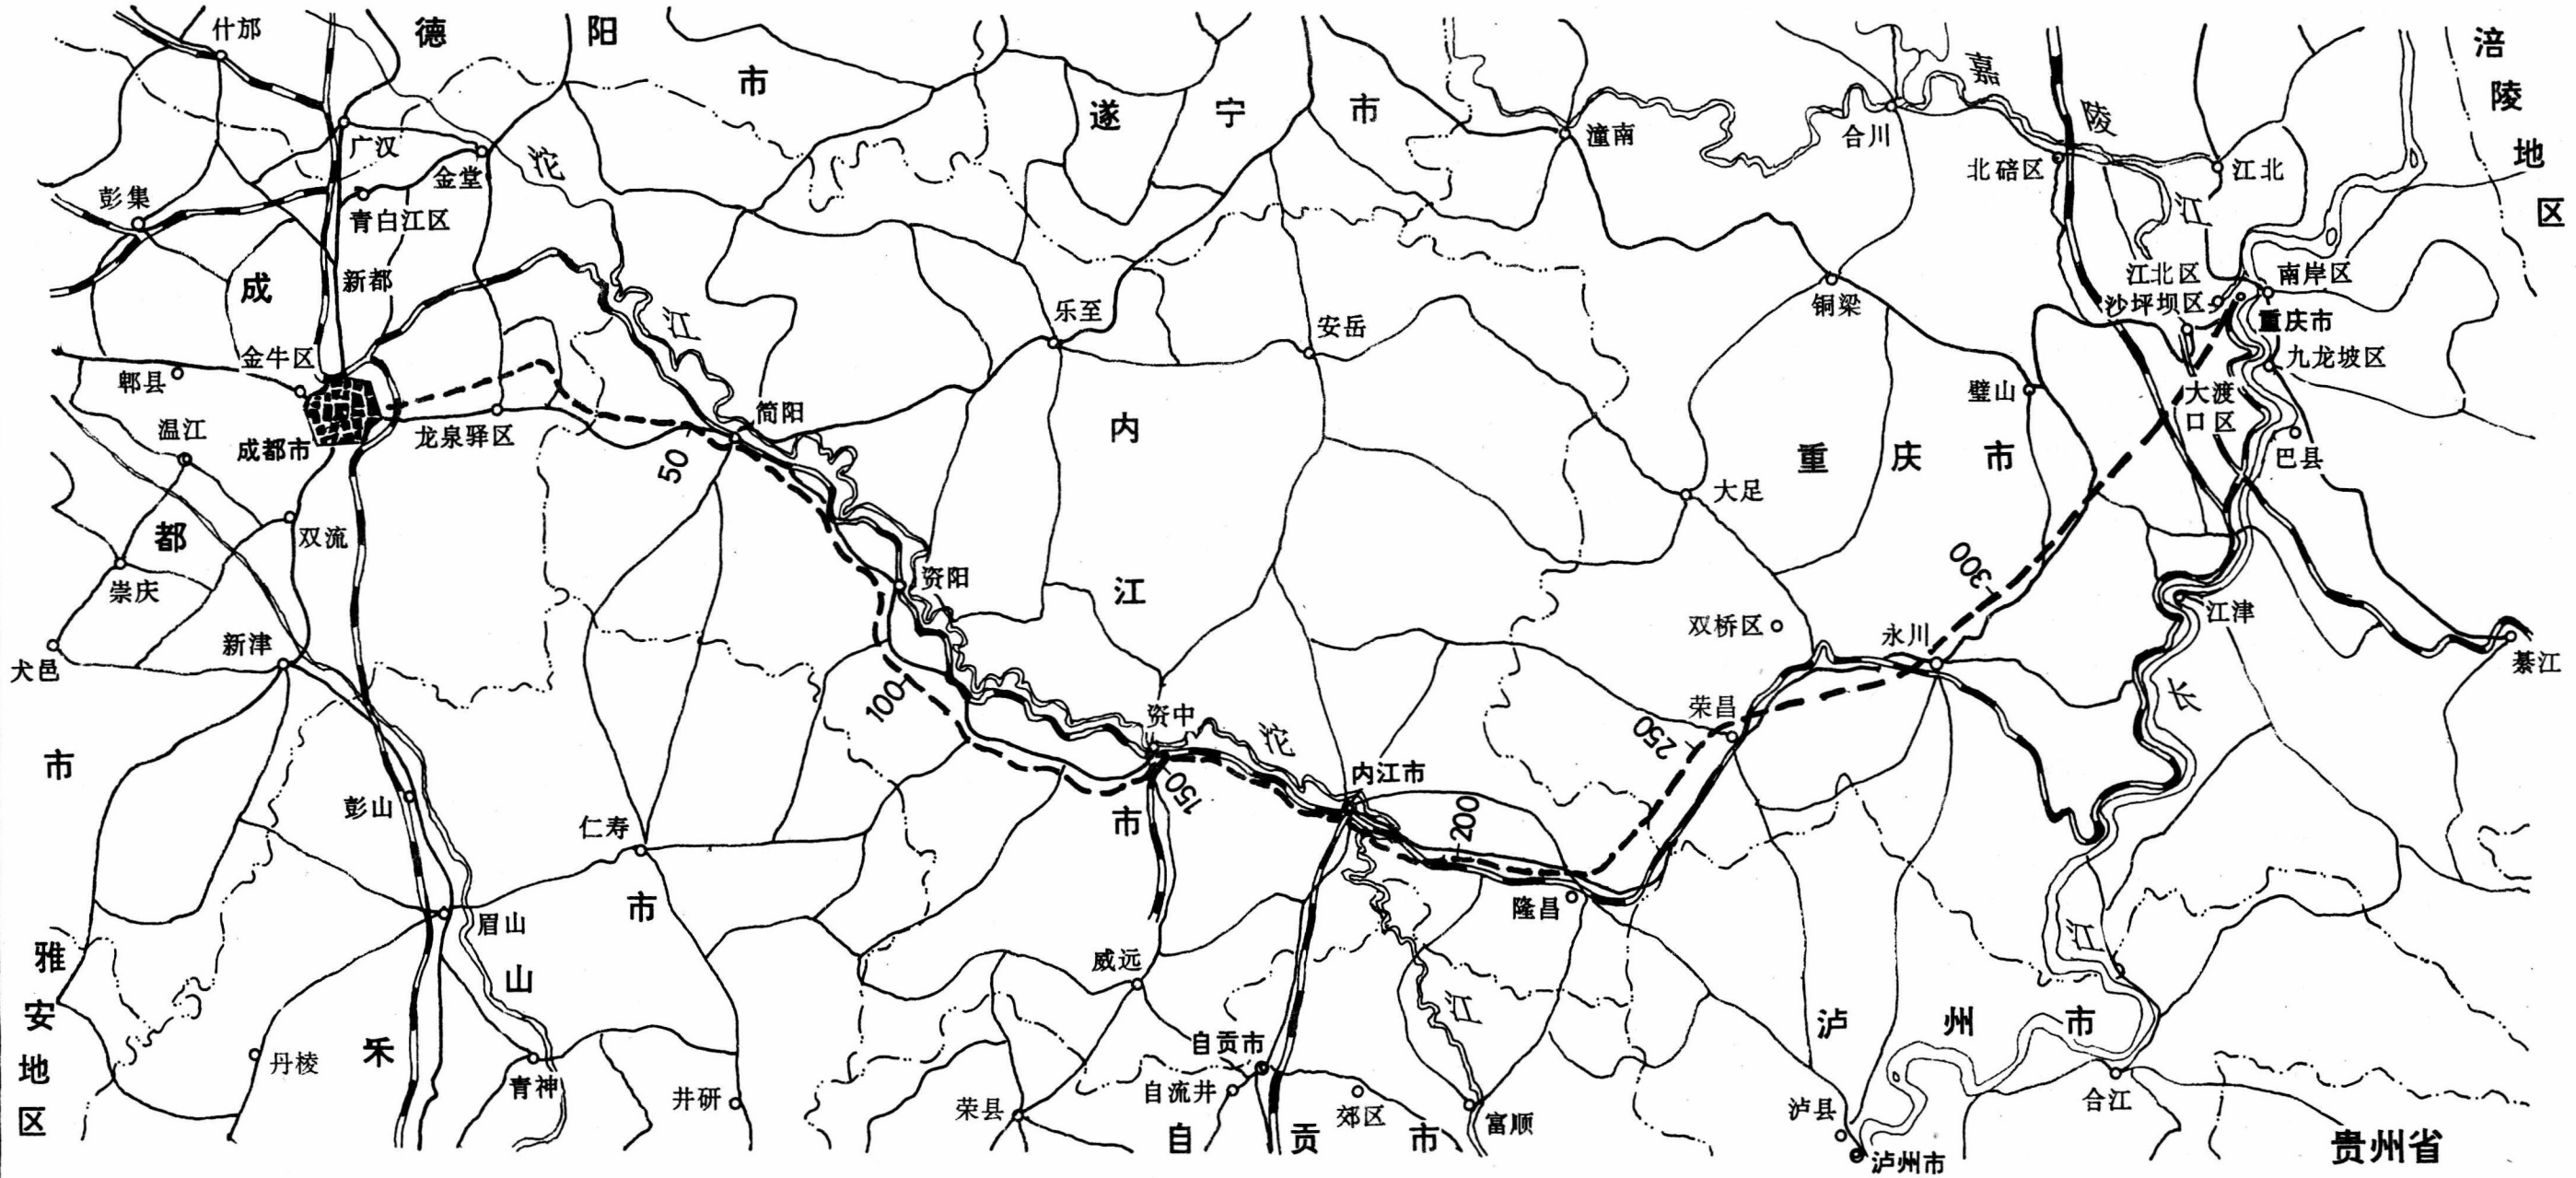 什邡
德阳市
遂宁市
嘉陵江
涪陵地区
广汉
金堂
沱江
潼南
合川
北碚区
江北
彭集
青白江区
新都
成都市
金牛区
郫县
温江
成都市
龙泉驿区
简阳
乐至
安岳
铜梁
江北区
南岸区
沙坪坝区
重庆市
九龙坡区
大渡
口区
璧山
巴县
内江市
重庆市
大足
50
双流
崇庆
资阳
300
双桥区
永川
江津
綦江
犬邑
新津
100
资中
沱江
荣昌
250
长江
彭山
仁寿
150
内江市
200
隆昌
眉山
威远
雅安地区
禾山市
丹棱
青神
井研
荣县
自贡市
自流井
郊区
富顺
自贡市
泸州市
泸县
泸州市
合江
贵州省